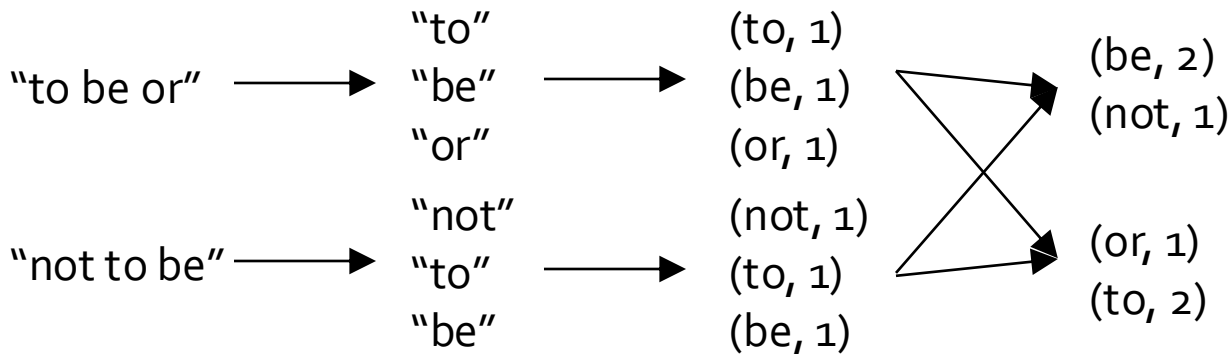 “to be or”
“to”
“be”
“or”
(to, 1)
(be, 1)
(or, 1)
(be, 2)
(not, 1)
“not to be”
“not”
“to”
“be”
(not, 1)
(to, 1)
(be, 1)
(or, 1)
(to, 2)